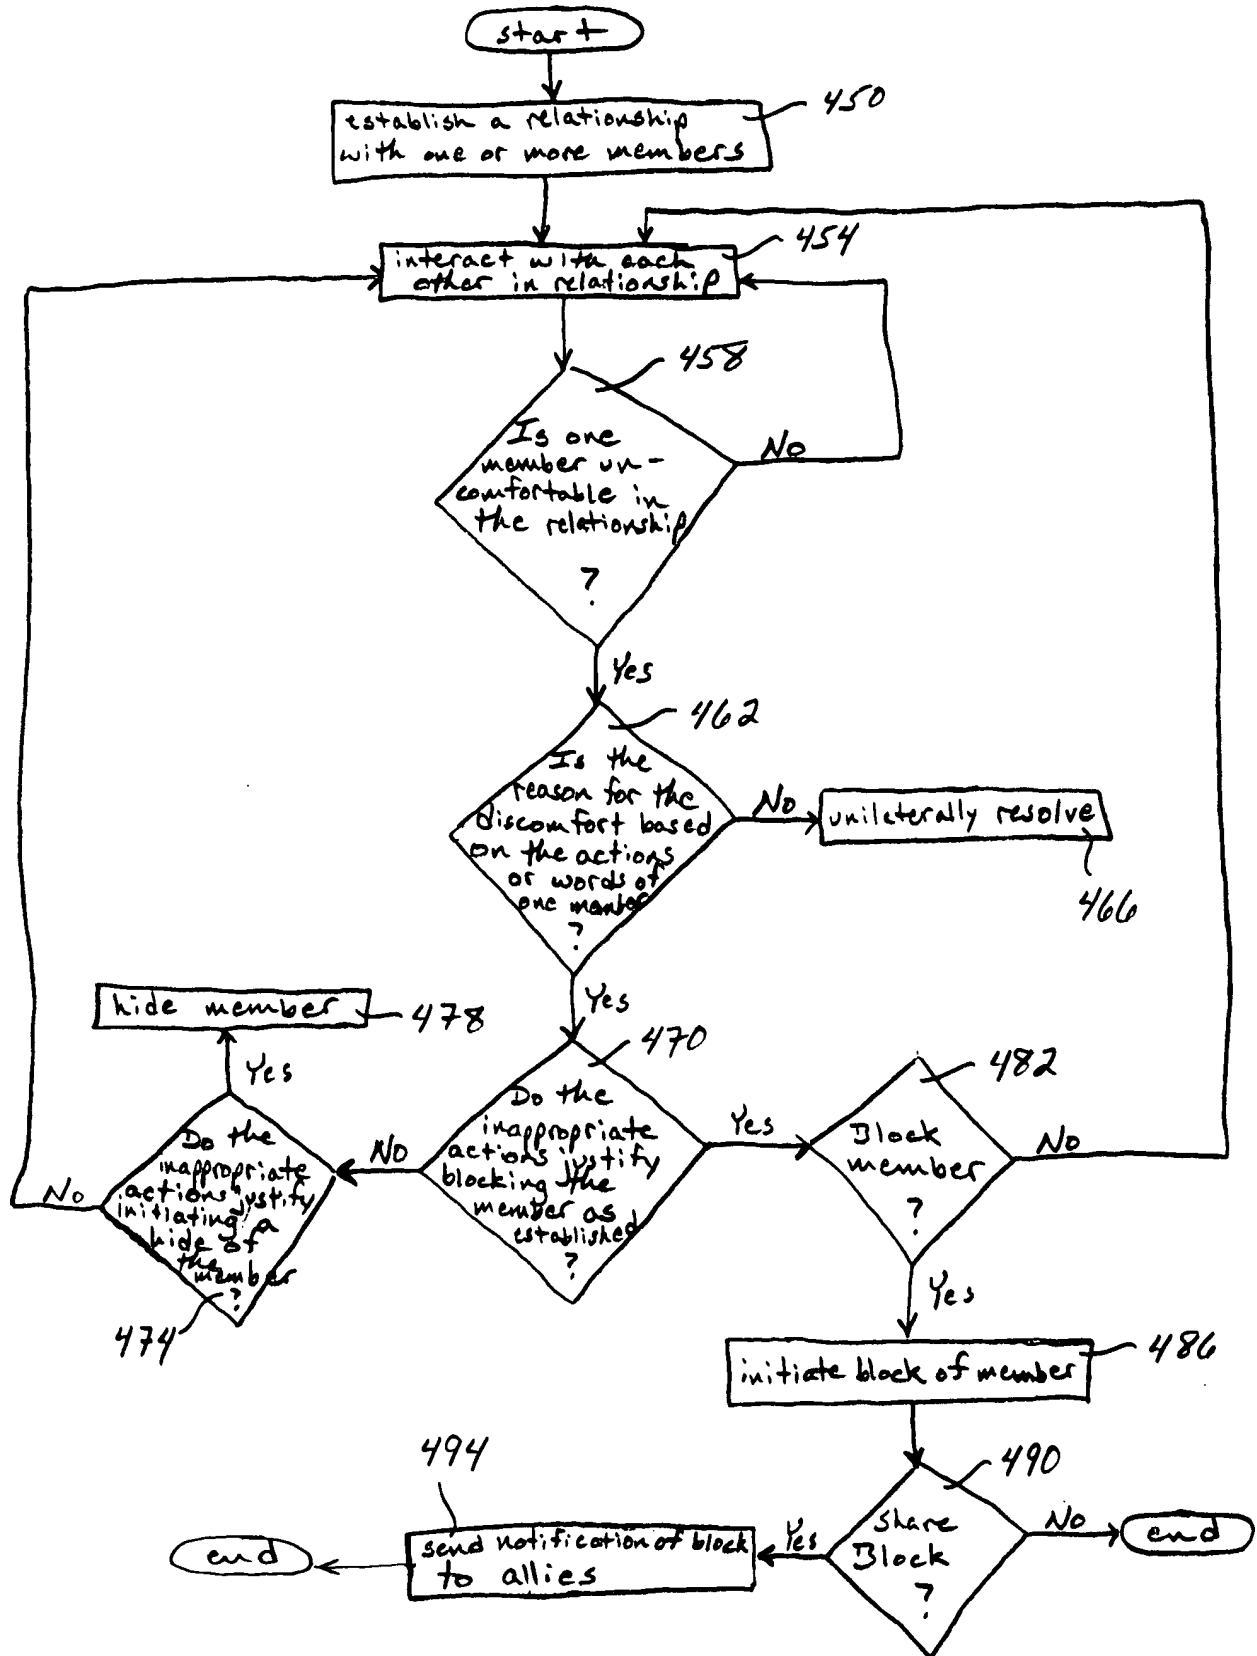 start
450
establish a relationship
with one or more members
454
interact with each
other in relationship
458
Is one
member un-
comfortable in
the relationship
?
No
Yes
462
Is the
reason for the
discomfort based
on the actions
or words of
one member
?
No
unilaterally resolve
466
Yes
hide member
478
470
482
Yes
Do the
inappropriate
actions justify
blocking the
member as
established
?
No
Yes
Block
member
?
No
Do the
inappropriate
actions justify
initiating a
hide of
the
member
?
No
474
Yes
486
initiate block of member
494
490
send notification of block
to allies
Yes
Share
Block
?
No
end
end